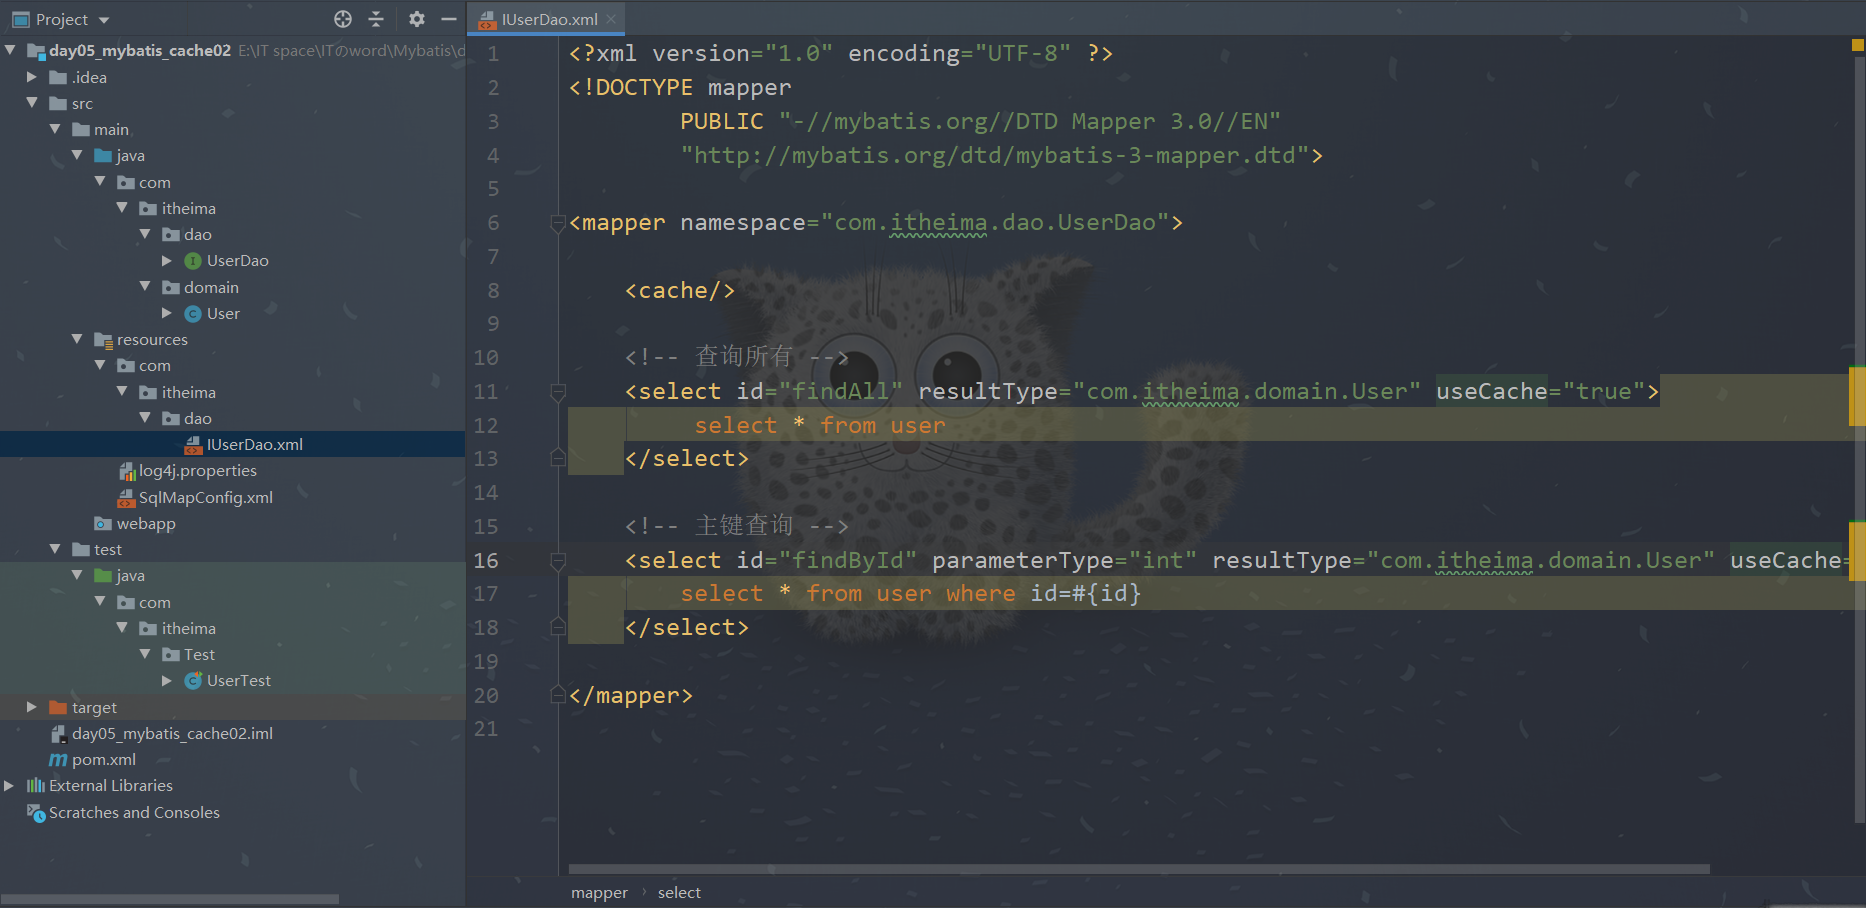 Project
IUserDao.xml
day05_mybatis_cache02 E:\IT space\ITのword\Mybatis\d
.idea
src
main
java
com
itheima
dao
UserDao
domain
User
resources
com
itheima
dao
IUserDao.xml
log4j.properties
SqlMapConfig.xml
webapp
test
java
com
itheima
Test
UserTest
target
day05_mybatis_cache02.iml
pom.xml
External Libraries
Scratches and Consoles
1 <?xml version="1.0" encoding="UTF-8" ?>
2 <!DOCTYPE mapper
3 PUBLIC "-//mybatis.org//DTD Mapper 3.0//EN"
4 "http://mybatis.org/dtd/mybatis-3-mapper.dtd">
5
6 <mapper namespace="com.itheima.dao.UserDao">
7
8 <cache/>
9
10 <!-- 查询所有 -->
11 <select id="findAll" resultType="com.itheima.domain.User" useCache="true">
12 select * from user
13 </select>
14
15 <!-- 主键查询 -->
16 <select id="findById" parameterType="int" resultType="com.itheima.domain.User" useCache=
17 select * from user where id=#{id}
18 </select>
19
20 </mapper>
21
mapper › select